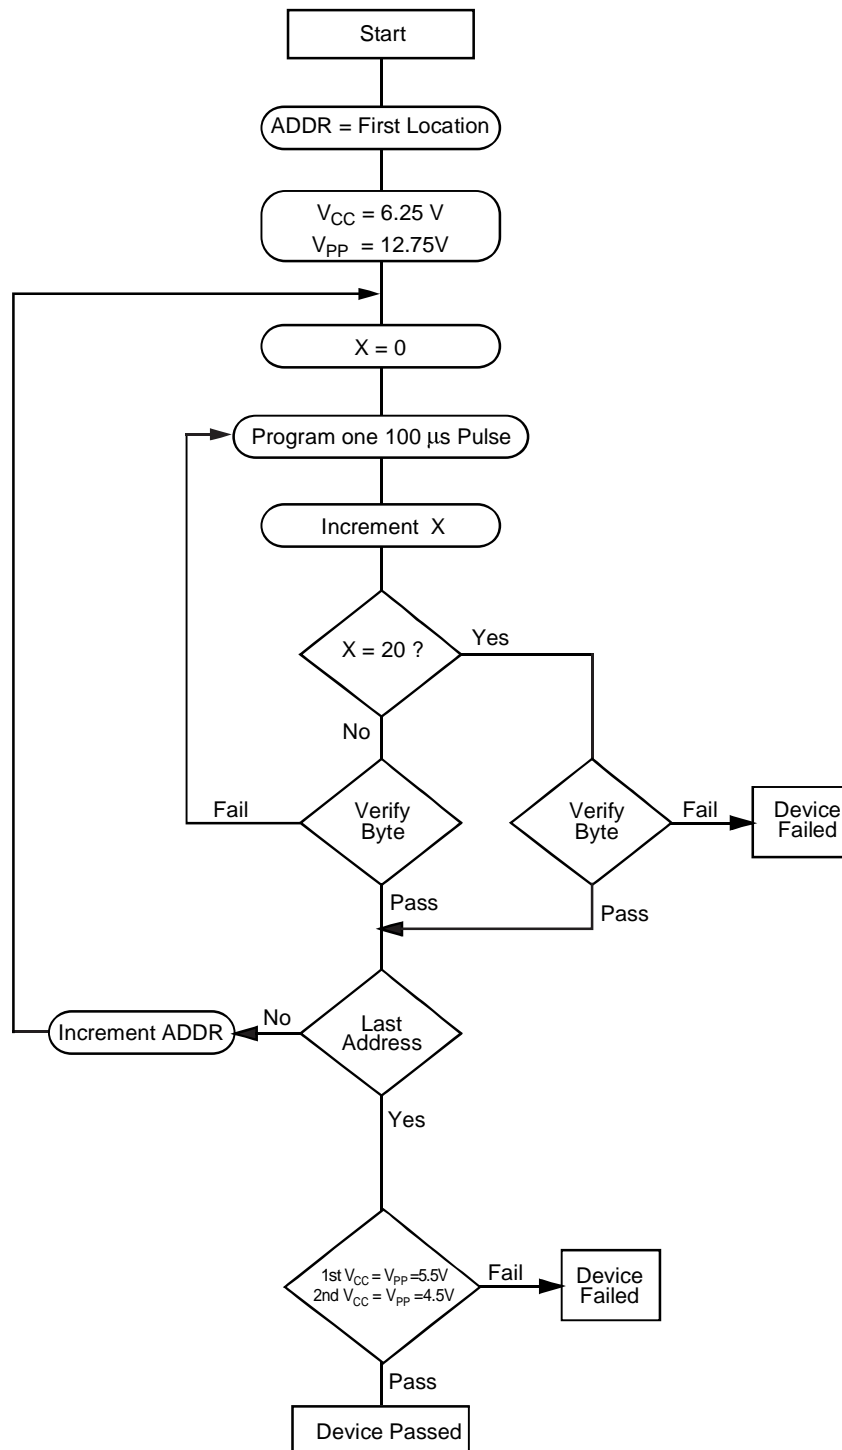 Start
ADDR = First Location
VCC = 6.25 V
VPP = 12.75V
X = 0
Program one 100 μs Pulse
Increment X
X = 20 ?
Yes
No
Fail
Verify
Byte
Verify
Byte
Fail
Device
Failed
Pass
Pass
Increment ADDR
No
Last
Address
Yes
1st VCC = VPP =5.5V
2nd VCC = VPP =4.5V
Fail
Device
Failed
Pass
Device Passed